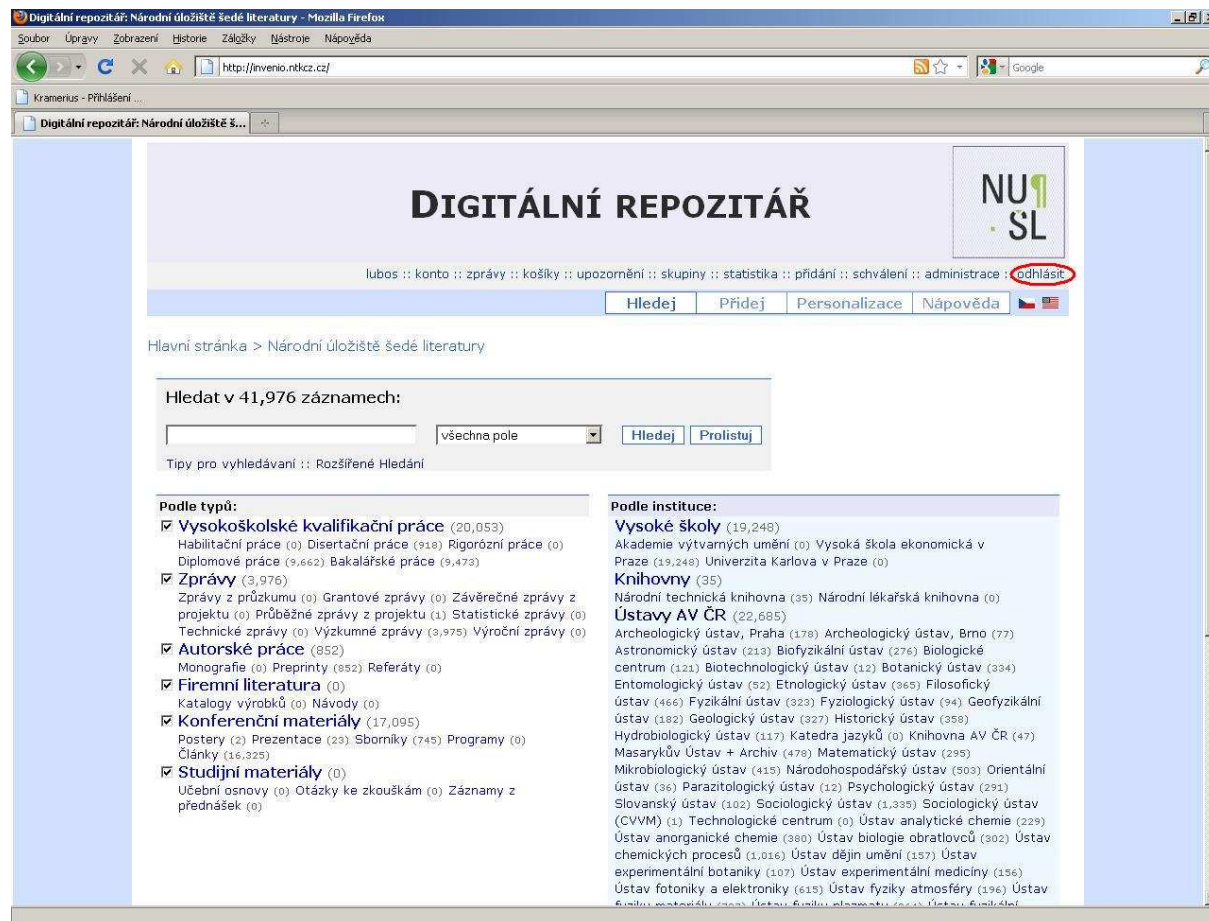 Digitální repozitář: Národní úložiště šedé literatury - Mozilla Firefox
Soubor Úpravy Zobrazení Historie Záložky Nástroje Nápověda
http://invenio.ntkcz.cz/
Google
Kramerius - Přihlášení ...
Digitální repozitář: Národní úložiště š...
DIGITÁLNÍ REPOZITÁŘ
NU¶
· ŠL
lubos :: konto :: zprávy :: košíky :: upozornění :: skupiny :: statistika :: přidání :: schválení :: administrace :: odhlásit
Hledej Přidej Personalizace Nápověda
Hlavní stránka > Národní úložiště šedé literatury
Hledat v 41,976 záznamech:
všechna pole
Hledej Prolistuj
Tipy pro vyhledávaní :: Rozšířené Hledání
Podle typů:
Vysokoškolské kvalifikační práce (20,053)
Habilitační práce (0) Disertační práce (918) Rigorózní práce (0)
Diplomové práce (9,662) Bakalářské práce (9,473)
Zprávy (3,976)
Zprávy z průzkumu (0) Grantové zprávy (0) Závěrečné zprávy z
projektu (0) Průběžné zprávy z projektu (1) Statistické zprávy (0)
Technické zprávy (0) Výzkumné zprávy (3,975) Výroční zprávy (0)
Autorské práce (852)
Monografie (0) Preprinty (852) Referáty (0)
Firemní literatura (0)
Katalogy výrobků (0) Návody (0)
Konferenční materiály (17,095)
Postery (2) Prezentace (23) Sborníky (745) Programy (0)
Články (16,325)
Studijní materiály (0)
Učební osnovy (0) Otázky ke zkouškám (0) Záznamy z
přednášek (0)
Podle instituce:
Vysoké školy (19,248)
Akademie výtvarných umění (0) Vysoká škola ekonomická v
Praze (19,248) Univerzita Karlova v Praze (0)
Knihovny (35)
Národní technická knihovna (35) Národní lékařská knihovna (0)
Ústavy AV ČR (22,685)
Archeologický ústav, Praha (178) Archeologický ústav, Brno (77)
Astronomický ústav (213) Biofyzikální ústav (276) Biologické
centrum (121) Biotechnologický ústav (12) Botanický ústav (334)
Entomologický ústav (52) Etnologický ústav (365) Filosofický
ústav (466) Fyzikální ústav (323) Fyziologický ústav (94) Geofyzikální
ústav (182) Geologický ústav (327) Historický ústav (358)
Hydrobiologický ústav (117) Katedra jazyků (0) Knihovna AV ČR (47)
Masarykův Ústav + Archiv (478) Matematický ústav (295)
Mikrobiologický ústav (415) Národohospodářský ústav (503) Orientální
ústav (36) Parazitologický ústav (12) Psychologický ústav (291)
Slovanský ústav (102) Sociologický ústav (1,335) Sociologický ústav
(CVVM) (1) Technologické centrum (0) Ústav analytické chemie (229)
Ústav anorganické chemie (380) Ústav biologie obratlovců (302) Ústav
chemických procesů (1,016) Ústav dějin umění (157) Ústav
experimentální botaniky (107) Ústav experimentální medicíny (156)
Ústav fotoniky a elektroniky (615) Ústav fyziky atmosféry (196) Ústav